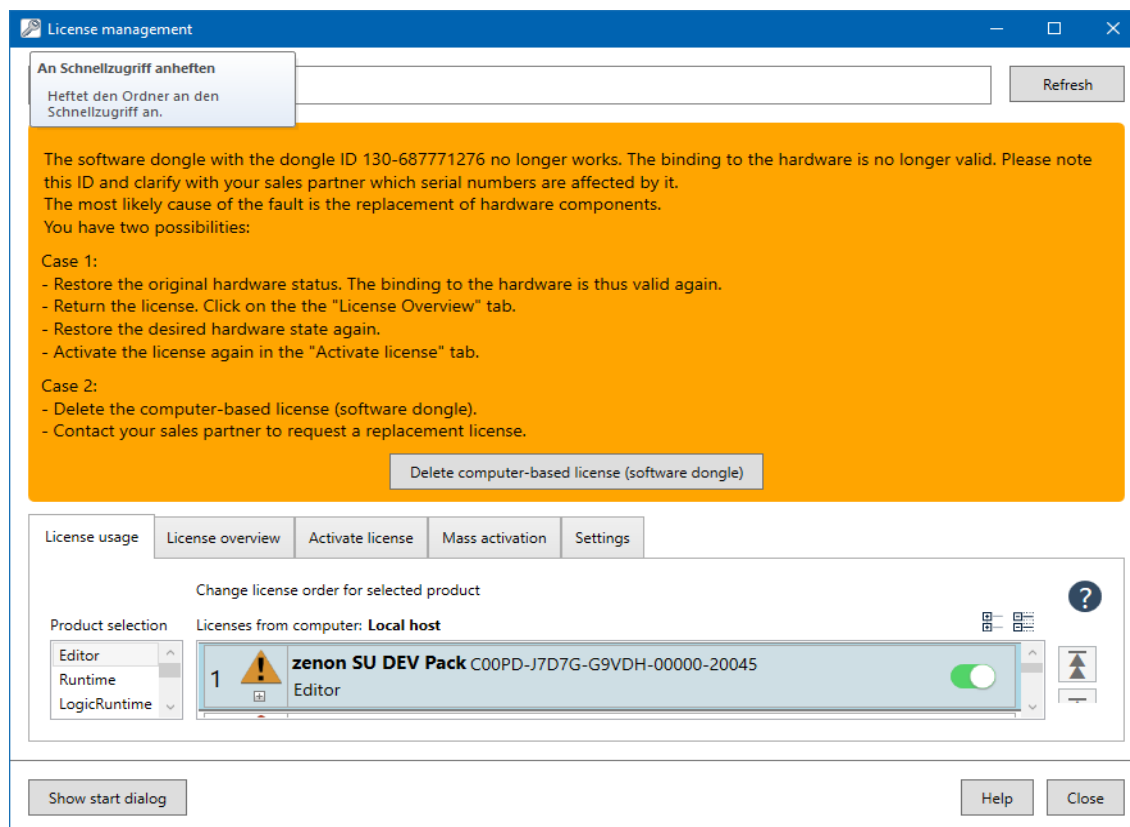 License management
An Schnellzugriff anheften
Heftet den Ordner an den
Schnellzugriff an.
Refresh
The software dongle with the dongle ID 130-687771276 no longer works. The binding to the hardware is no longer valid. Please note
this ID and clarify with your sales partner which serial numbers are affected by it.
The most likely cause of the fault is the replacement of hardware components.
You have two possibilities:
Case 1:
- Restore the original hardware status. The binding to the hardware is thus valid again.
- Return the license. Click on the the "License Overview" tab.
- Restore the desired hardware state again.
- Activate the license again in the "Activate license" tab.
Case 2:
- Delete the computer-based license (software dongle).
- Contact your sales partner to request a replacement license.
Delete computer-based license (software dongle)
License usage License overview Activate license Mass activation Settings
Change license order for selected product
?
Product selection Licenses from computer: Local host
Editor
Runtime
LogicRuntime
1 zenon SU DEV Pack C00PD-J7D7G-G9VDH-00000-20045
Editor
Show start dialog Help Close